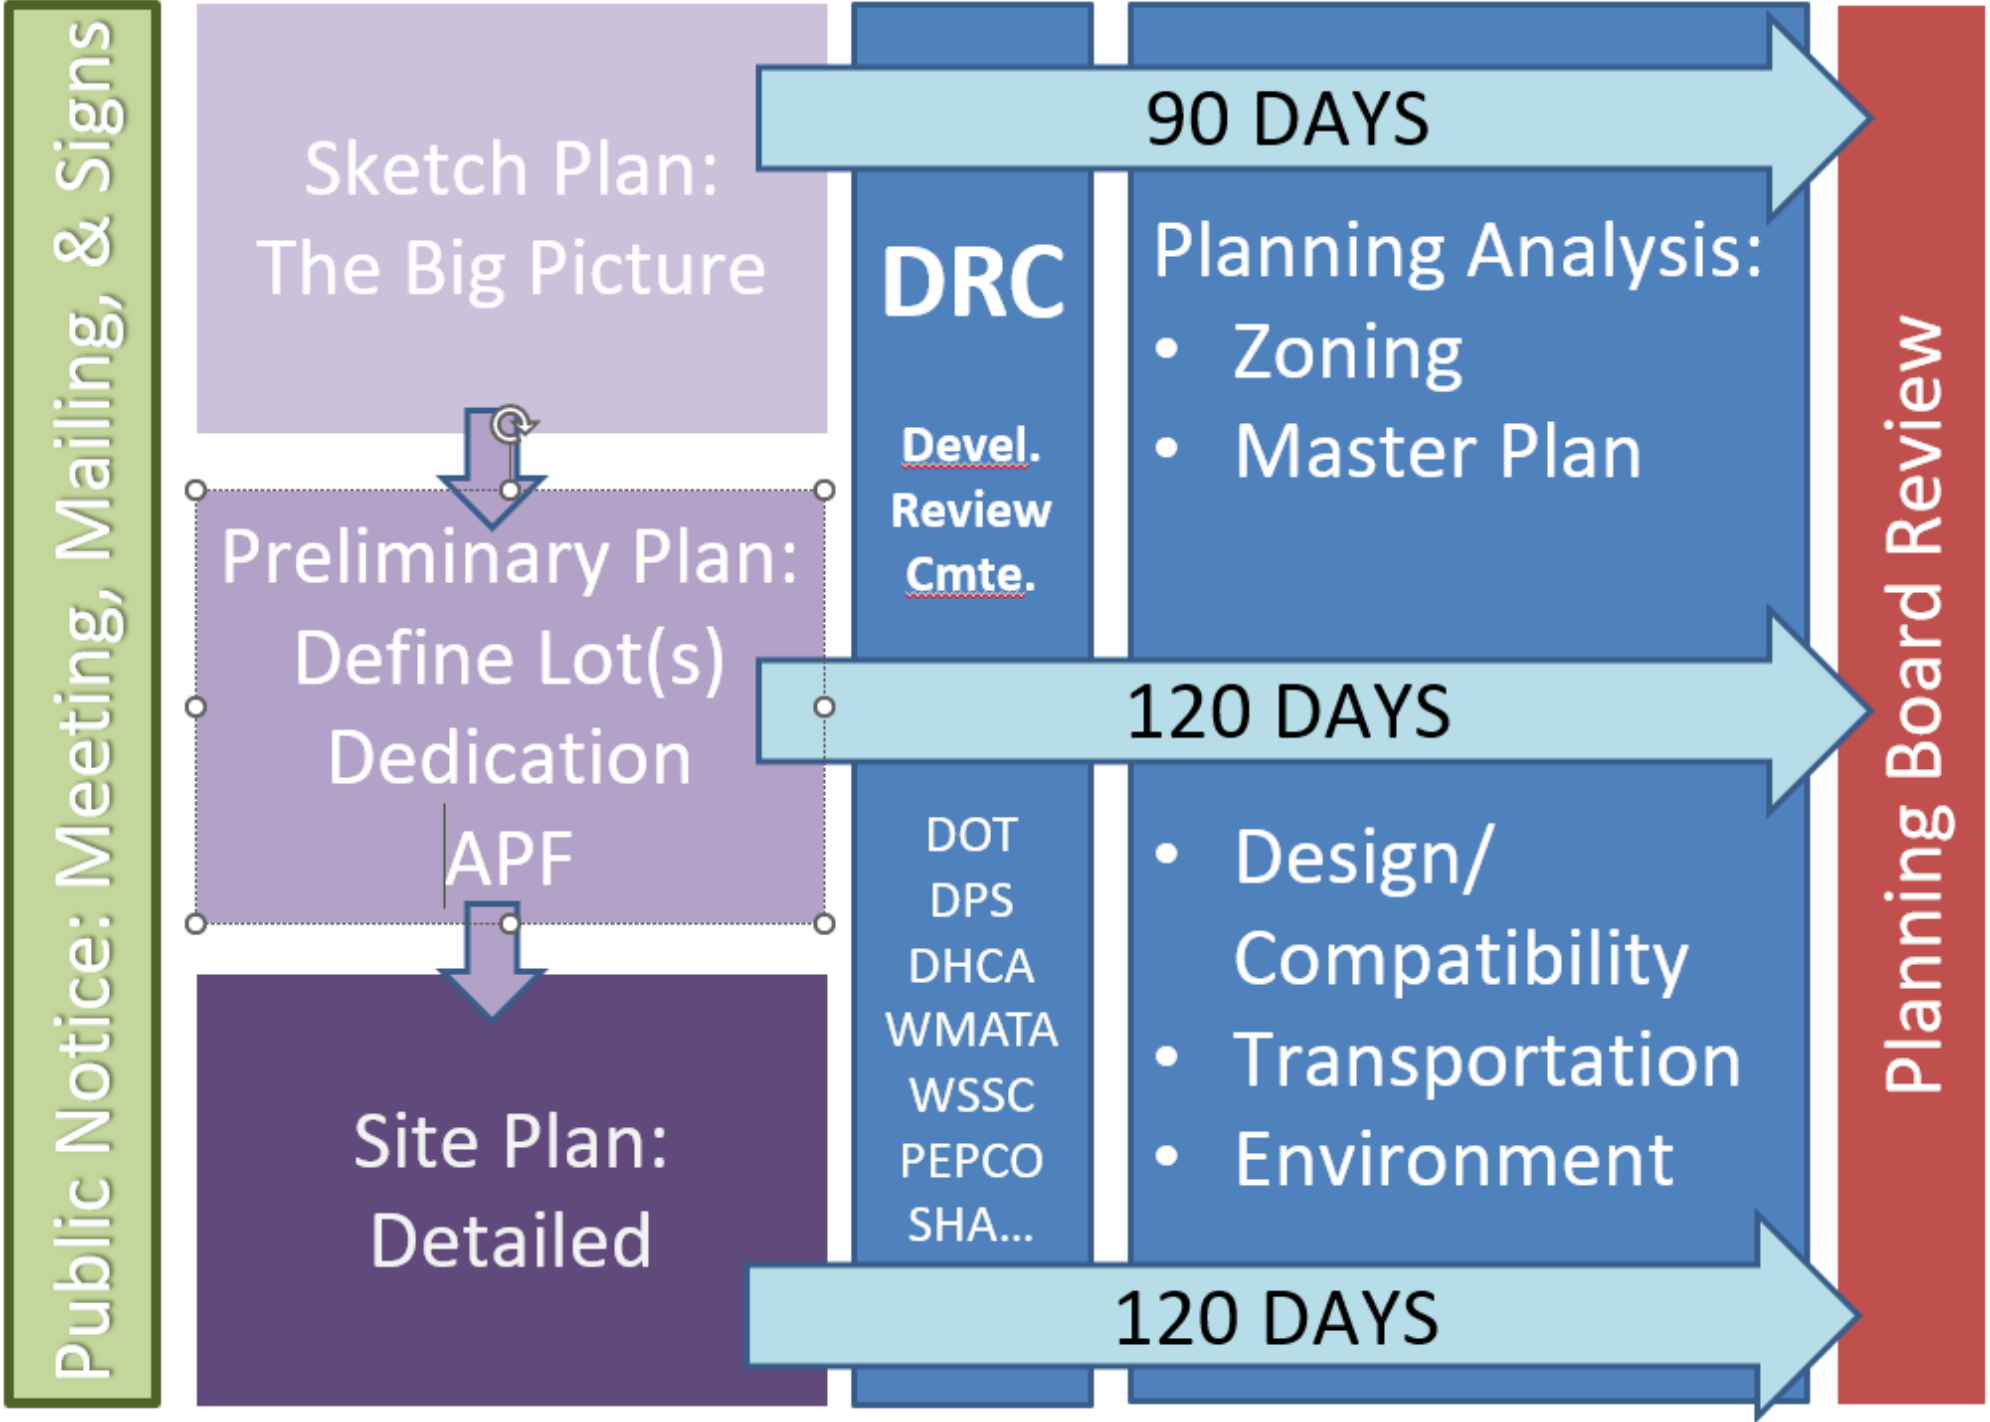 Public Notice: Meeting, Mailing, & Signs
Sketch Plan:
The Big Picture
Preliminary Plan:
Define Lot(s)
Dedication
APF
Site Plan:
Detailed
90 DAYS
120 DAYS
120 DAYS
DRC
Devel.
Review
Cmte.
DOT
DPS
DHCA
WMATA
WSSC
PEPCO
SHA...
Planning Analysis:
• Zoning
• Master Plan
• Design/
Compatibility
• Transportation
• Environment
Planning Board Review